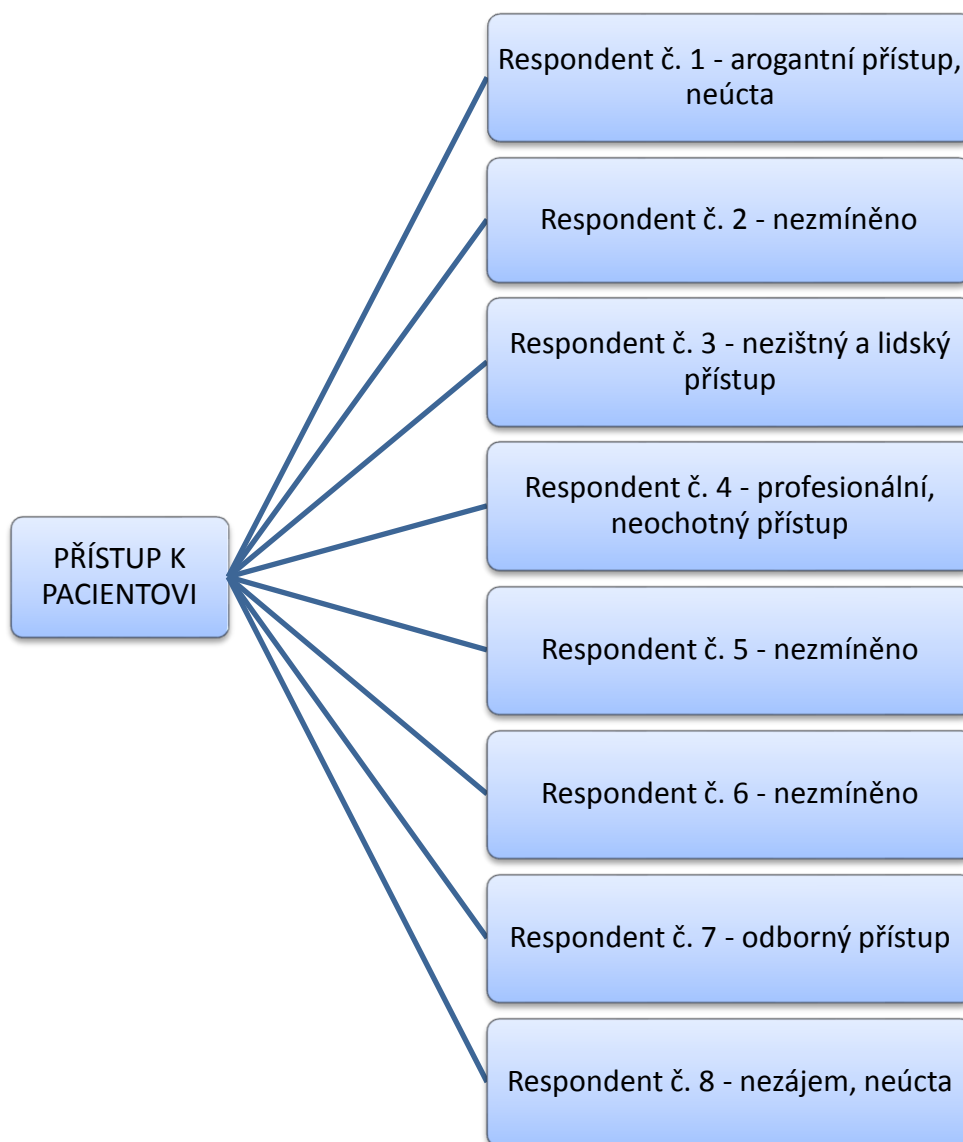 Respondent č. 1 - arogantní přístup,
neúcta
Respondent č. 2 - nezmíněno
Respondent č. 3 - nezištný a lidský
přístup
Respondent č. 4 - profesionální,
neochotný přístup
PŘÍSTUP K
PACIENTOVI
Respondent č. 5 - nezmíněno
Respondent č. 6 - nezmíněno
Respondent č. 7 - odborný přístup
Respondent č. 8 - nezájem, neúcta